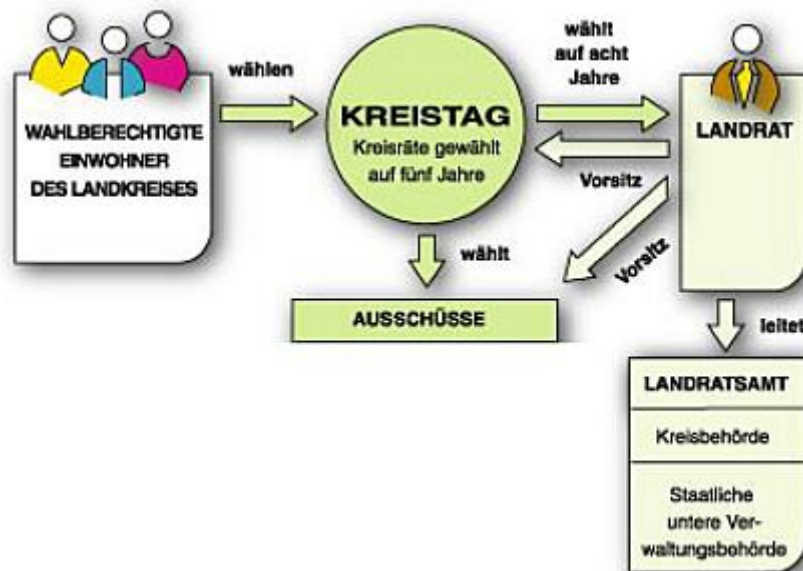 WAHLBERECHTIGTE
EINWOHNER
DES LANDKREISES
wählen
KREISTAG
Kreisräte gewählt
auf fünf Jahre
wählt
auf acht
Jahre
LANDRAT
Vorsitz
Vorsitz
wählt
AUSSCHÜSSE
leitet
LANDRATSAMT
Kreisbehörde
Staatliche
untere Ver-
waltungsbehörde